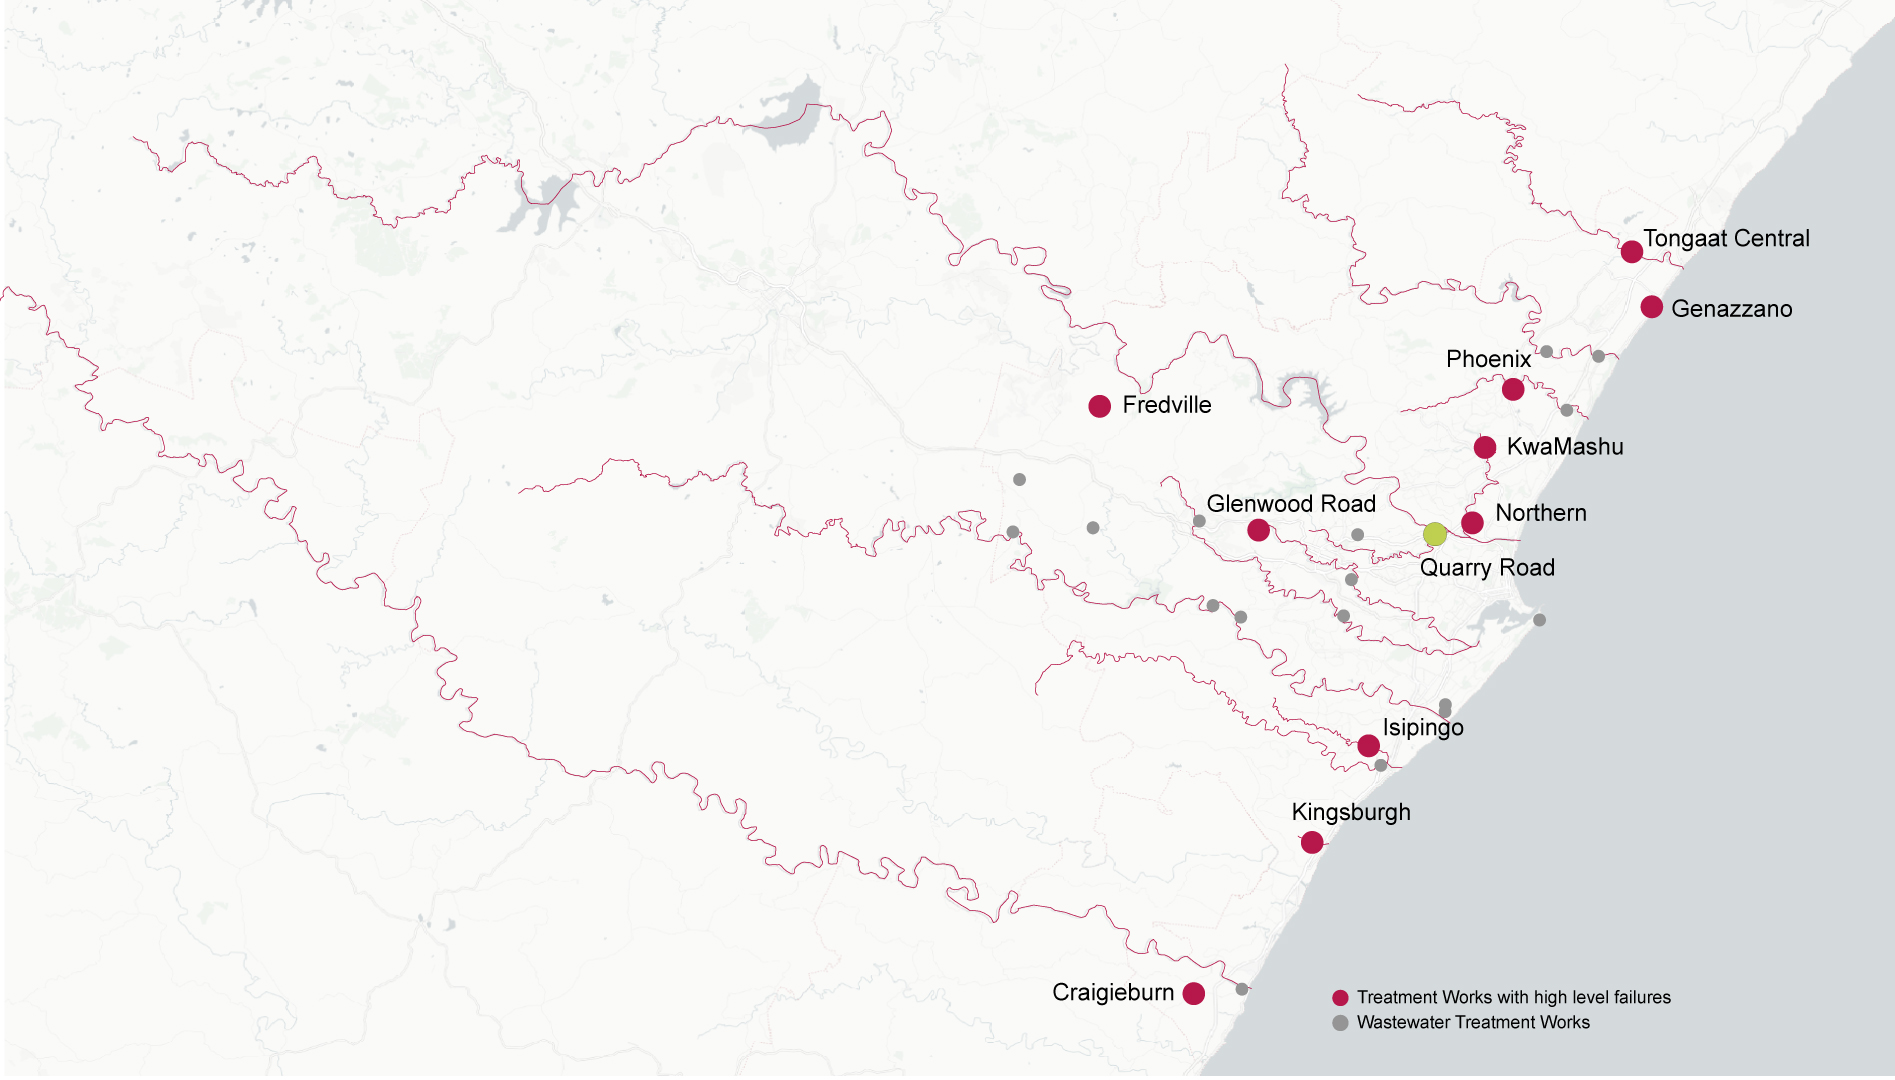 Tongaat Central
Genazzano
Phoenix
Fredville
KwaMashu
Glenwood Road
Northern
Quarry Road
Isipingo
Kingsburgh
Craigieburn
Treatment Works with high level failures
Wastewater Treatment Works